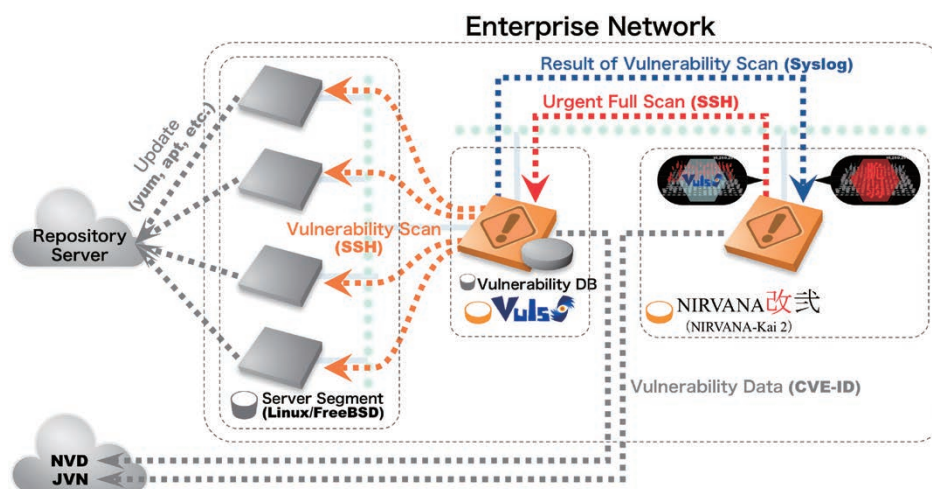 Enterprise Network
Result of Vulnerability Scan (Syslog)
Urgent Full Scan (SSH)
Update
(yum, apt, etc.)
Repository
Server
Vulnerability Scan
(SSH)
Vuls
Vulnerability DB
Vuls
NIRVANA改弐
(NIRVANA-Kai 2)
Server Segment
(Linux/FreeBSD)
Vulnerability Data (CVE-ID)
NVD
JVN